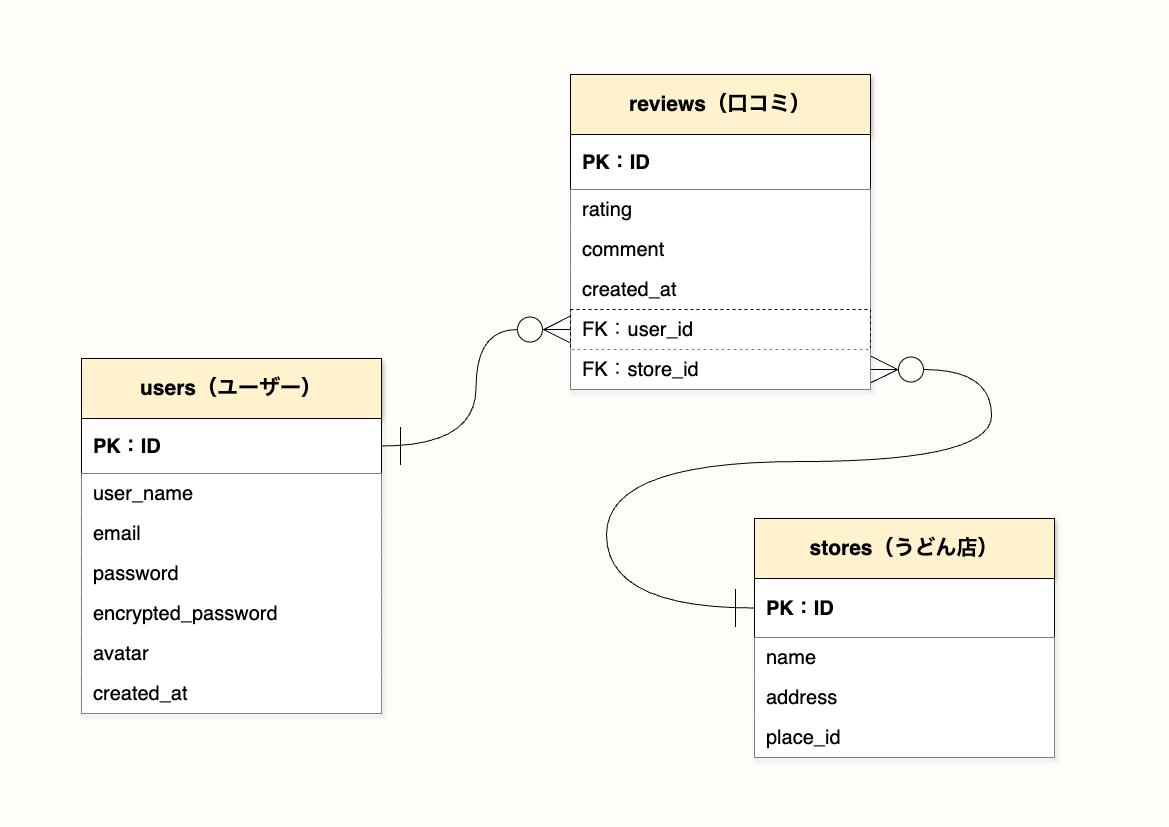 reviews（口コミ）
PK：ID
rating
comment
created_at
FK：user_id
FK：store_id
users（ユーザー）
PK：ID
user_name
email
password
encrypted_password
avatar
created_at
stores（うどん店）
PK：ID
name
address
place_id